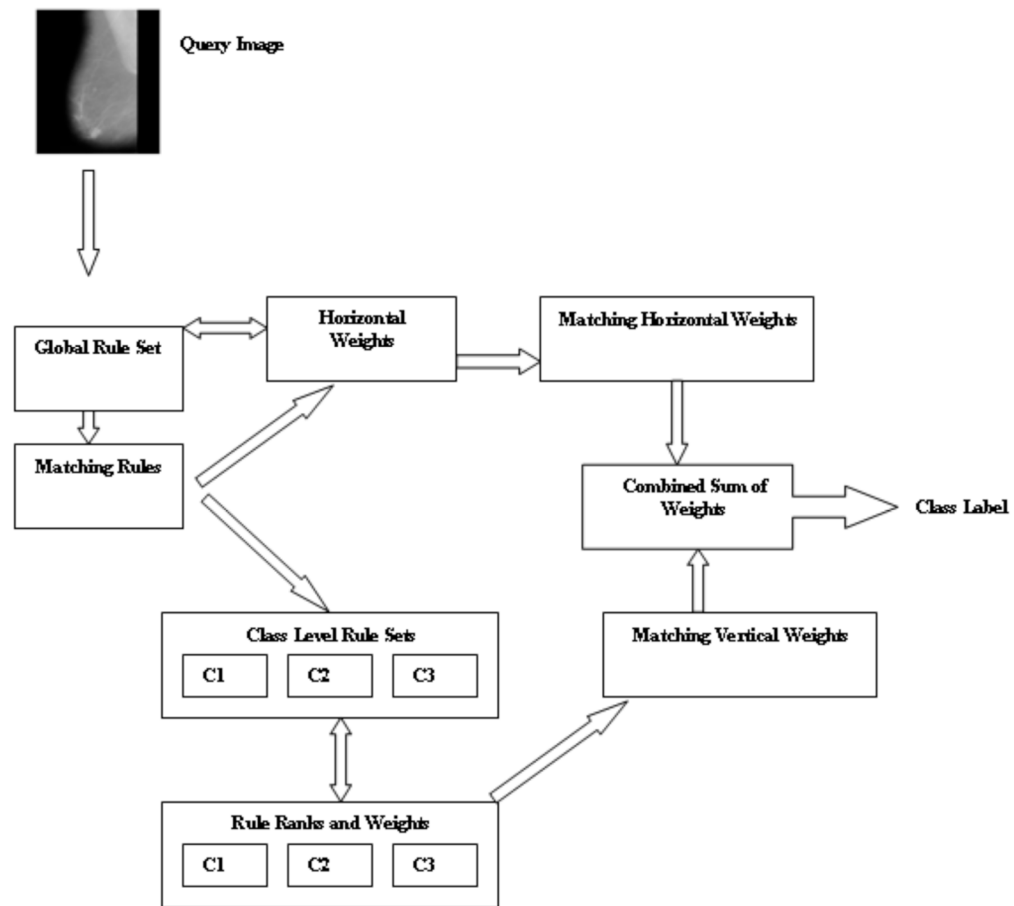 Query Image
Horizontal
Weights
Matching Horizontal Weights
Global Rule Set
Matching Rules
Combined Sum of
Weights
Class Label
Class Level Rule Sets
C1
C2
C3
Matching Vertical Weights
Rule Ranks and Weights
C1
C2
C3